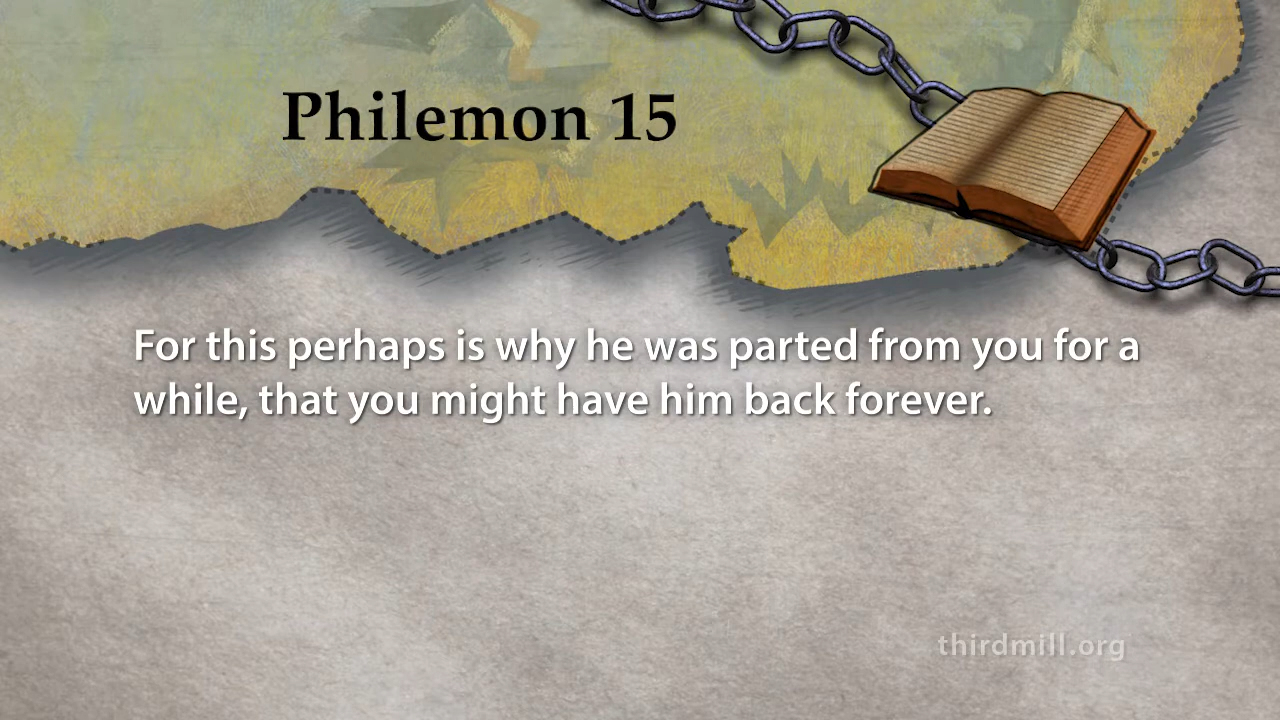 Philemon 15
For this perhaps is why he was parted from you for a
while, that you might have him back forever.
thirdmill.org